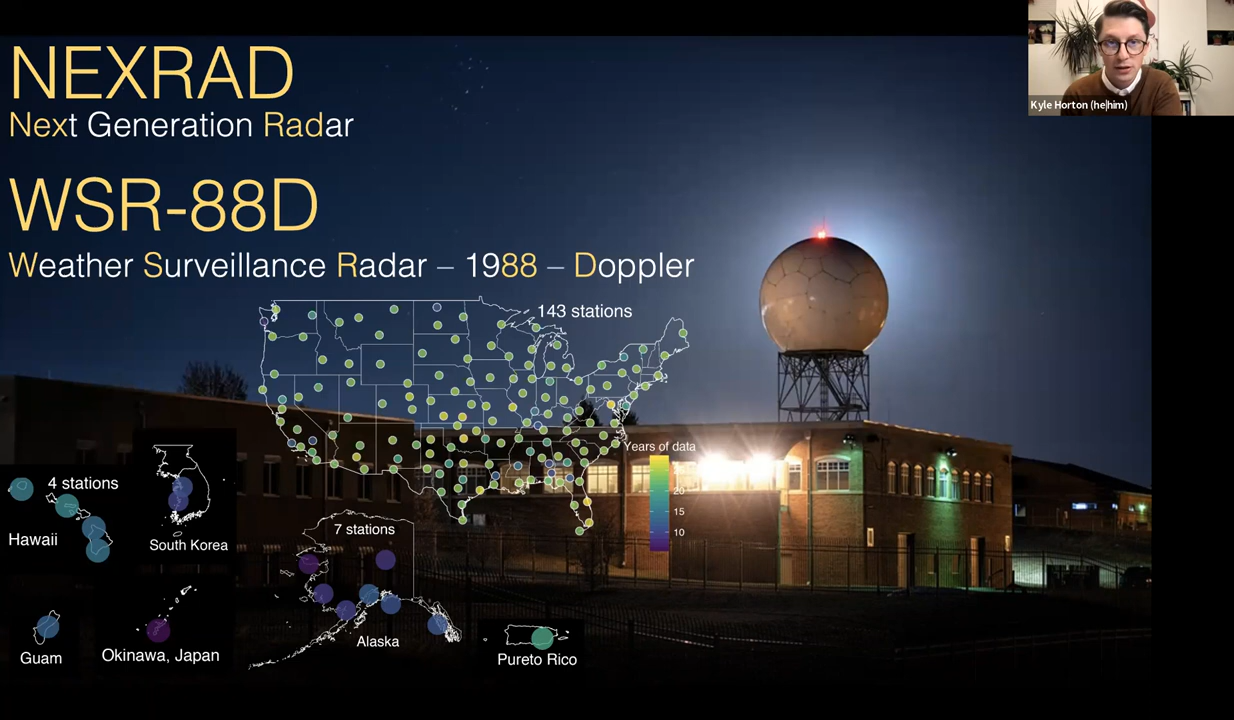 NEXRAD
Next Generation Radar
WSR-88D
Weather Surveillance Radar – 1988 – Doppler
Kyle Horton (he|him)
143 stations
Years of data
20
15
10
4 stations
Hawaii
South Korea
7 stations
Alaska
Guam
Okinawa, Japan
Pureto Rico